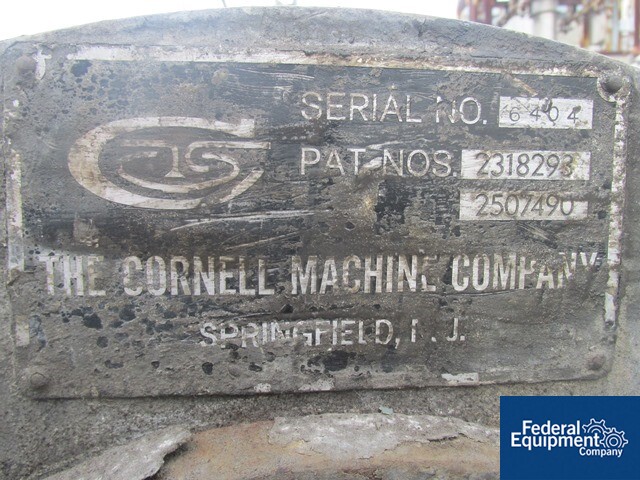 SERIAL NO. 6404
PAT NOS. 2318293
2507490
THE CORNELL MACHINE COMPANY
SPRINGFIELD, N.J.
Federal
Equipment
Company